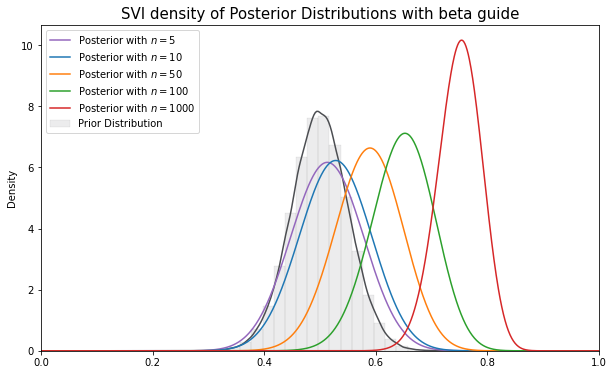 SVI density of Posterior Distributions with beta guide
Posterior with n = 5
Posterior with n = 10
Posterior with n = 50
Posterior with n = 100
Posterior with n = 1000
Prior Distribution
Density
10
8
6
4
2
0
0.0 0.2 0.4 0.6 0.8 1.0